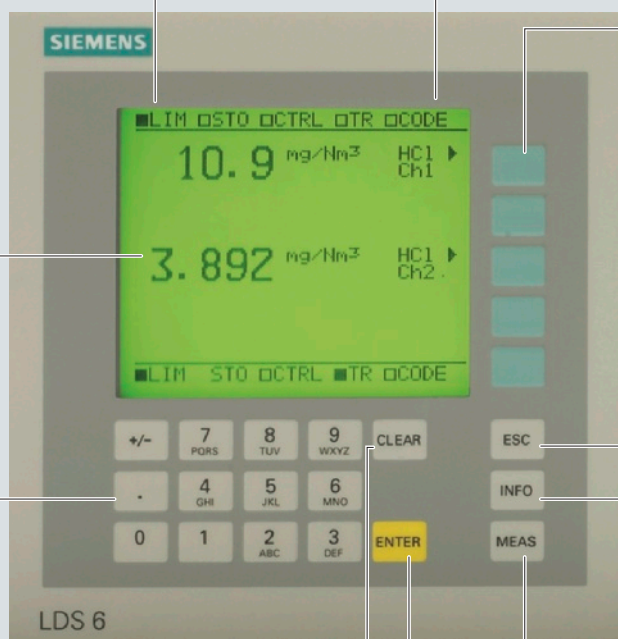 SIEMENS
■LIM □STO □CTRL □TR □CODE
10.9 mg/Nm³ HCl ▶
Ch1
3.892 mg/Nm³ HCl ▶
Ch2.
■LIM STO □CTRL ■TR □CODE
+/- 7 8 9 CLEAR ESC
PQRS TUV WXYZ
. 4 5 6 INFO
GHI JKL MNO
0 1 2 3 ENTER MEAS
ABC DEF
LDS 6